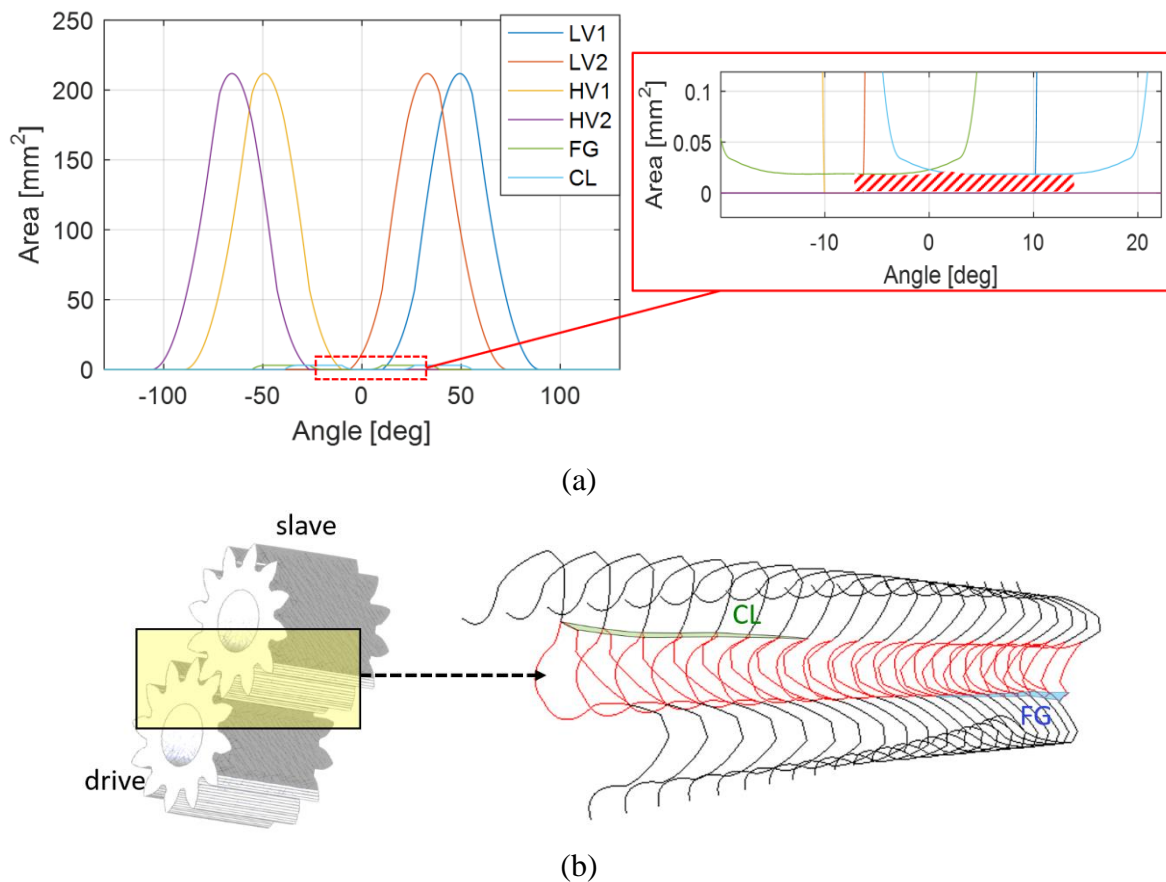 250
200
150
100
50
0
Area [mm2]
-100
-50
0
50
100
Angle [deg]
LV1
LV2
HV1
HV2
FG
CL
0.1
0.05
0
Area [mm2]
-10
0
10
20
Angle [deg]
(a)
slave
drive
CL
FG
(b)